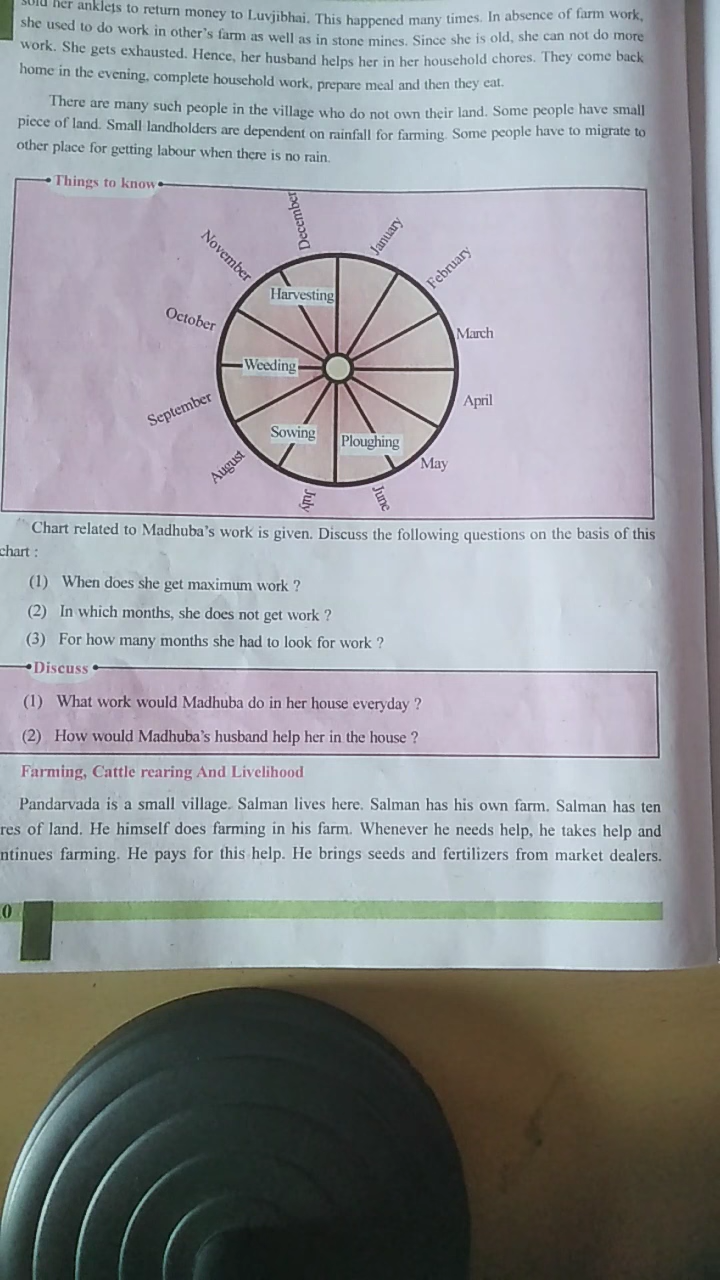 sold her anklets to return money to Luvjibhai. This happened many times. In absence of farm work,
she used to do work in other's farm as well as in stone mines. Since she is old, she can not do more
work. She gets exhausted. Hence, her husband helps her in her household chores. They come back
home in the evening, complete household work, prepare meal and then they eat.
There are many such people in the village who do not own their land. Some people have small
piece of land. Small landholders are dependent on rainfall for farming. Some people have to migrate to
other place for getting labour when there is no rain.
Things to know
December
January
November
February
Harvesting
October
March
Weeding
September
April
Sowing
Ploughing
August
May
July
June
Chart related to Madhuba's work is given. Discuss the following questions on the basis of this
chart :
(1) When does she get maximum work ?
(2) In which months, she does not get work ?
(3) For how many months she had to look for work ?
Discuss
(1) What work would Madhuba do in her house everyday ?
(2) How would Madhuba's husband help her in the house ?
Farming, Cattle rearing And Livelihood
Pandarvada is a small village. Salman lives here. Salman has his own farm. Salman has ten
res of land. He himself does farming in his farm. Whenever he needs help, he takes help and
ntinues farming. He pays for this help. He brings seeds and fertilizers from market dealers.
0